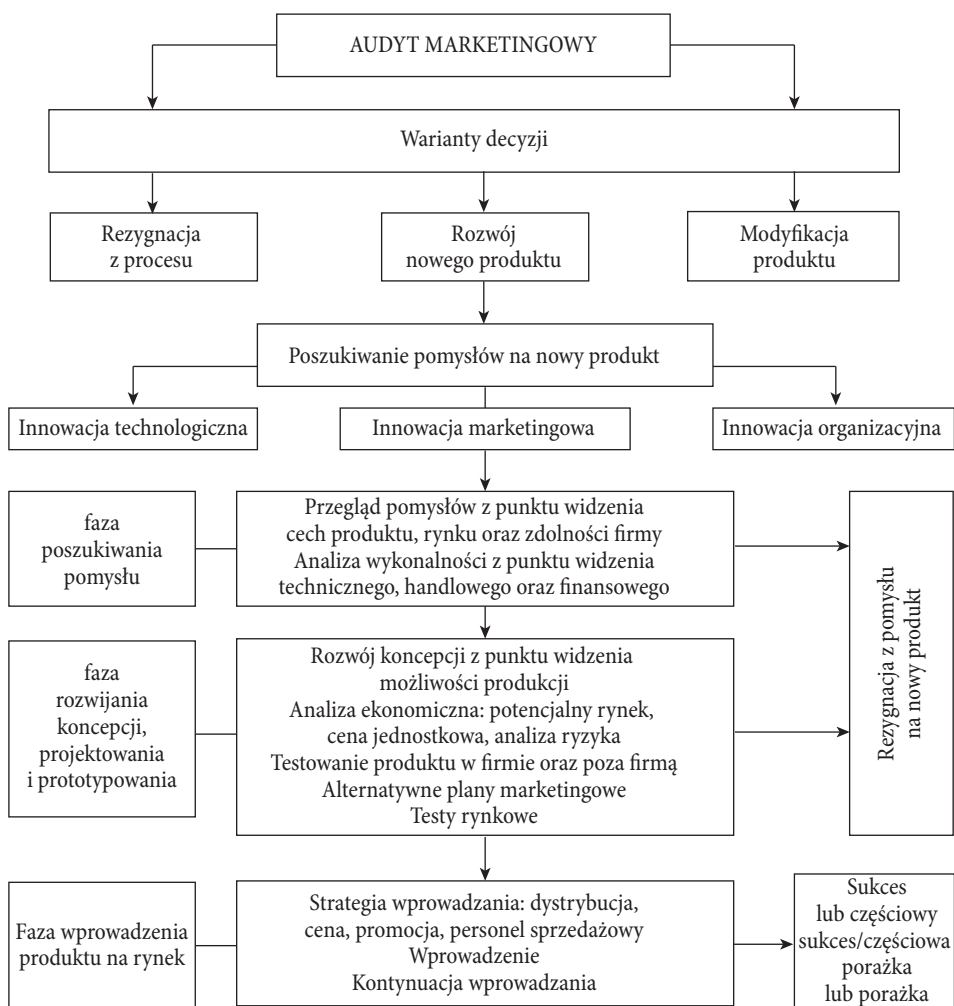 AUDYT MARKETINGOWY
Warianty decyzji
Rezygnacja
z procesu
Rozwój
nowego produktu
Modyfikacja
produktu
Poszukiwanie pomysłów na nowy produkt
Innowacja technologiczna
Innowacja marketingowa
Innowacja organizacyjna
faza
poszukiwania
pomysłu
Przegląd pomysłów z punktu widzenia
cech produktu, rynku oraz zdolności firmy
Analiza wykonalności z punktu widzenia
technicznego, handlowego oraz finansowego
Rezygnacja z pomysłu
na nowy produkt
faza
rozwijania
koncepcji,
projektowania
i prototypowania
Rozwój koncepcji z punktu widzenia
możliwości produkcji
Analiza ekonomiczna: potencjalny rynek,
cena jednostkowa, analiza ryzyka
Testowanie produktu w firmie oraz poza firmą
Alternatywne plany marketingowe
Testy rynkowe
Faza wprowadzenia
produktu na rynek
Strategia wprowadzania: dystrybucja,
cena, promocja, personel sprzedażowy
Wprowadzenie
Kontynuacja wprowadzania
Sukces
lub częściowy
sukces/częściowa
porażka
lub porażka